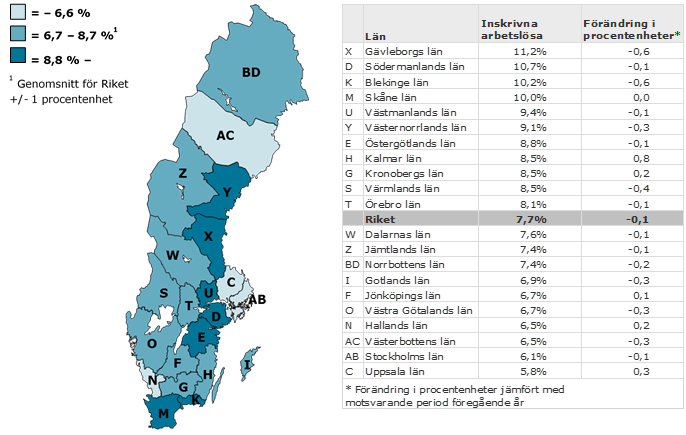 = – 6,6 %
= 6,7 – 8,7 %¹
= 8,8 % –
¹ Genomsnitt för Riket
+/- 1 procentenhet
BD
AC
Z
Y
X
W
C
AB
S
U
T
D
O
E
F
N
H
I
G
K
M
Län Inskrivna arbetslösa Förändring i procentenheter*
X Gävleborgs län 11,2% -0,6
D Södermanlands län 10,7% -0,1
K Blekinge län 10,2% -0,6
M Skåne län 10,0% 0,0
U Västmanlands län 9,4% -0,1
Y Västernorrlands län 9,1% -0,3
E Östergötlands län 8,8% -0,1
H Kalmar län 8,5% 0,8
G Kronobergs län 8,5% 0,2
S Värmlands län 8,5% -0,4
T Örebro län 8,1% -0,1
Riket 7,7% -0,1
W Dalarnas län 7,6% -0,1
Z Jämtlands län 7,4% -0,1
BD Norrbottens län 7,4% -0,2
I Gotlands län 6,9% -0,3
F Jönköpings län 6,7% 0,1
O Västra Götalands län 6,7% -0,3
N Hallands län 6,5% 0,2
AC Västerbottens län 6,5% -0,3
AB Stockholms län 6,1% -0,1
C Uppsala län 5,8% 0,3
* Förändring i procentenheter jämfört med
motsvarande period föregående år